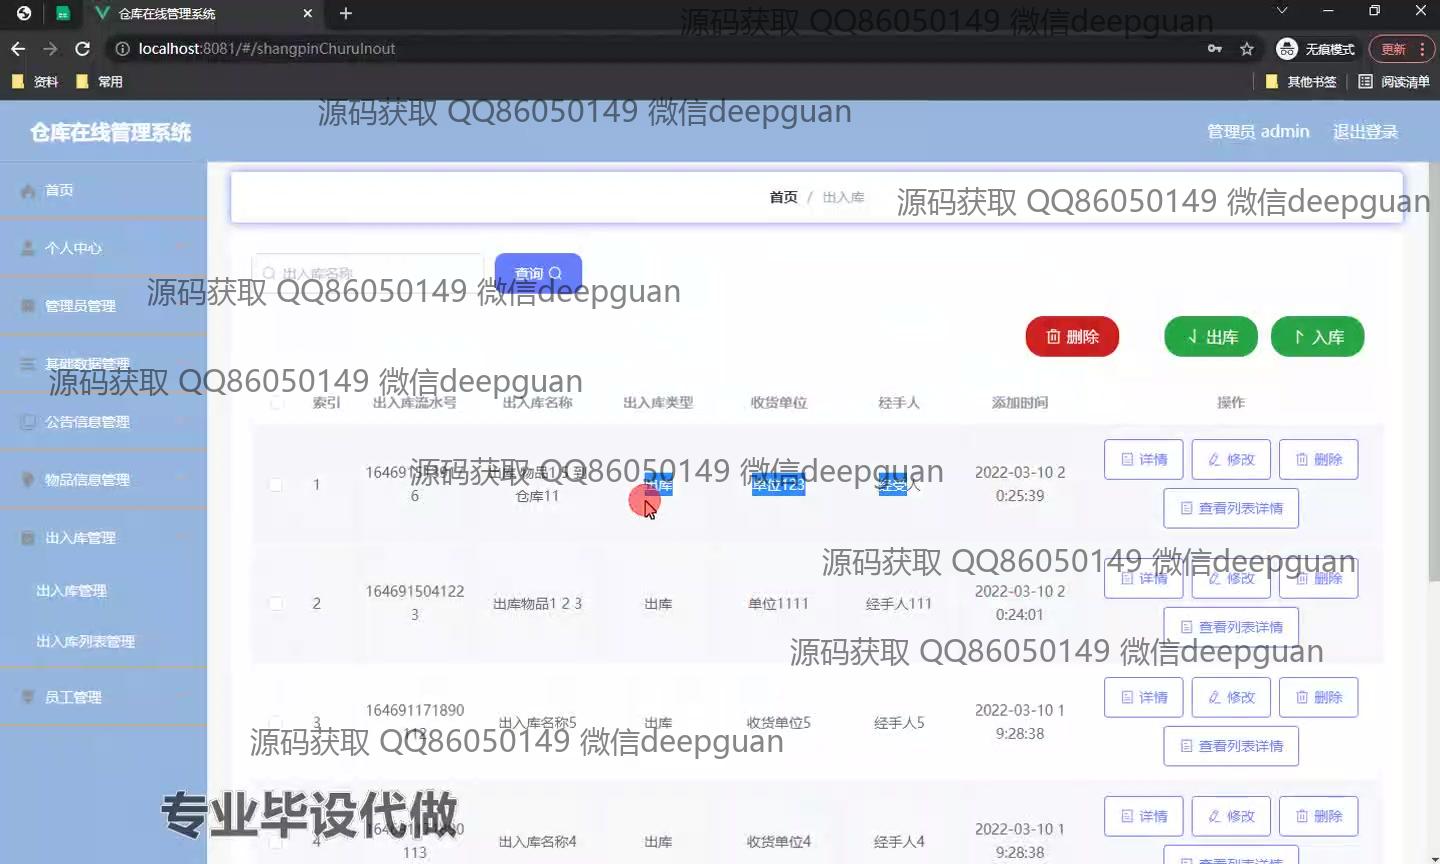 仓库在线管理系统
源码获取 QQ86050149 微信deepguan
localhost:8081/#/shangpinChuruInout
无痕模式
更新
资料
常用
其他书签
阅读清单
源码获取 QQ86050149 微信deepguan
仓库在线管理系统
管理员 admin
退出登录
首页
个人中心
管理员管理
基础数据管理
公告信息管理
物品信息管理
出入库管理
出入库管理
出入库列表管理
员工管理
首页 / 出入库
源码获取 QQ86050149 微信deepguan
出入库名称
查询
源码获取 QQ86050149 微信deepguan
删除
出库
入库
源码获取 QQ86050149 微信deepguan
索引 出入库流水号 出入库名称 出入库类型 收货单位 经手人 添加时间 操作
源码获取 QQ86050149 微信deepguan
1
6
仓库11
出库
单位123
2022-03-10 2
0:25:39
详情 修改 删除
查看列表详情
源码获取 QQ86050149 微信deepguan
2
164691504122
3
出库物品1 2 3
出库
单位1111
经手人111
2022-03-10 2
0:24:01
详情 修改 删除
查看列表详情
源码获取 QQ86050149 微信deepguan
3
164691171890
出入库名称5
出库
收货单位5
经手人5
2022-03-10 1
9:28:38
详情 修改 删除
查看列表详情
源码获取 QQ86050149 微信deepguan
专业毕设代做
4
113
出入库名称4
出库
收货单位4
经手人4
2022-03-10 1
9:28:38
详情 修改 删除
查看列表详情